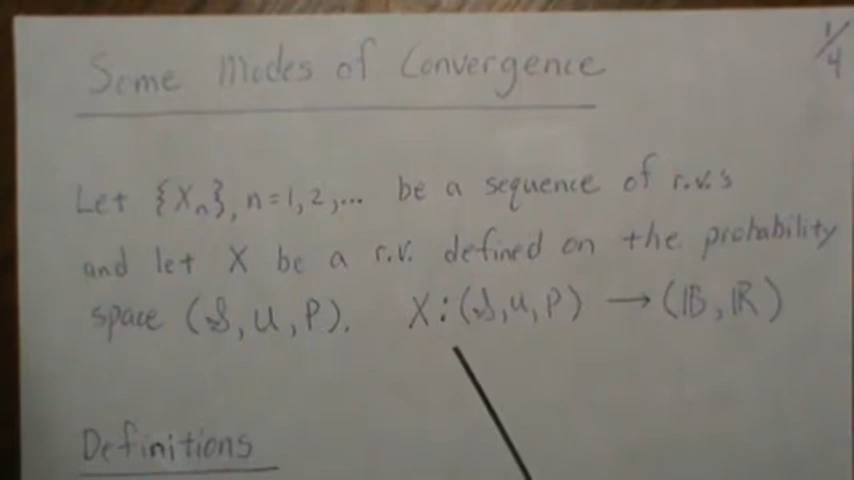 Some Modes of Convergence
1/4
Let {Xₙ}, n=1,2,... be a sequence of r.v.'s
and let X be a r.v. defined on the probability
space (𝒮, U, P). X:(𝒮,U,P) → (𝔹,ℝ)
Definitions